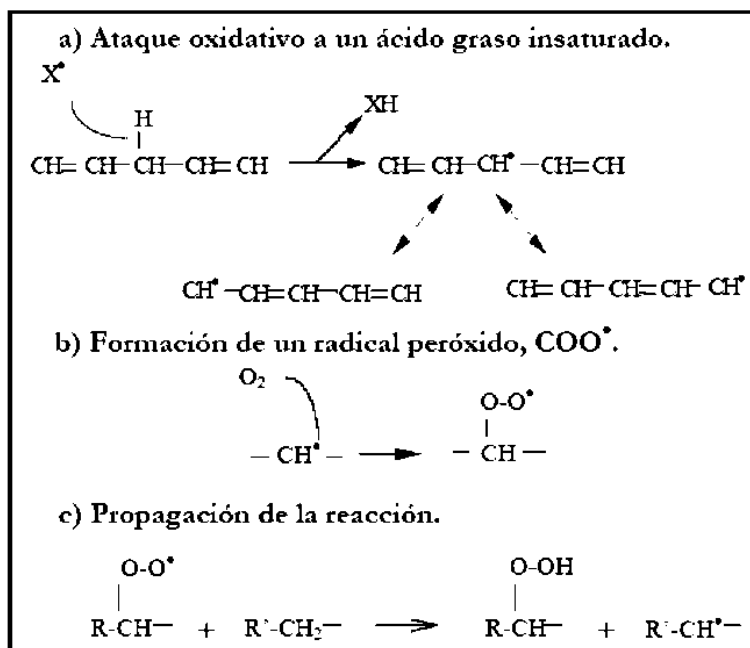 a) Ataque oxidativo a un ácido graso insaturado.
X•
H
XH
CH=CH-CH-CH=CH
CH=CH-CH•-CH=CH
CH•-CH=CH-CH=CH
CH=CH-CH=CH-CH•
b) Formación de un radical peróxido, COO•.
O₂
O-O•
– CH• –
– CH –
c) Propagación de la reacción.
O-O•
O-OH
R-CH– + R'-CH₂– R-CH– + R'-CH•–